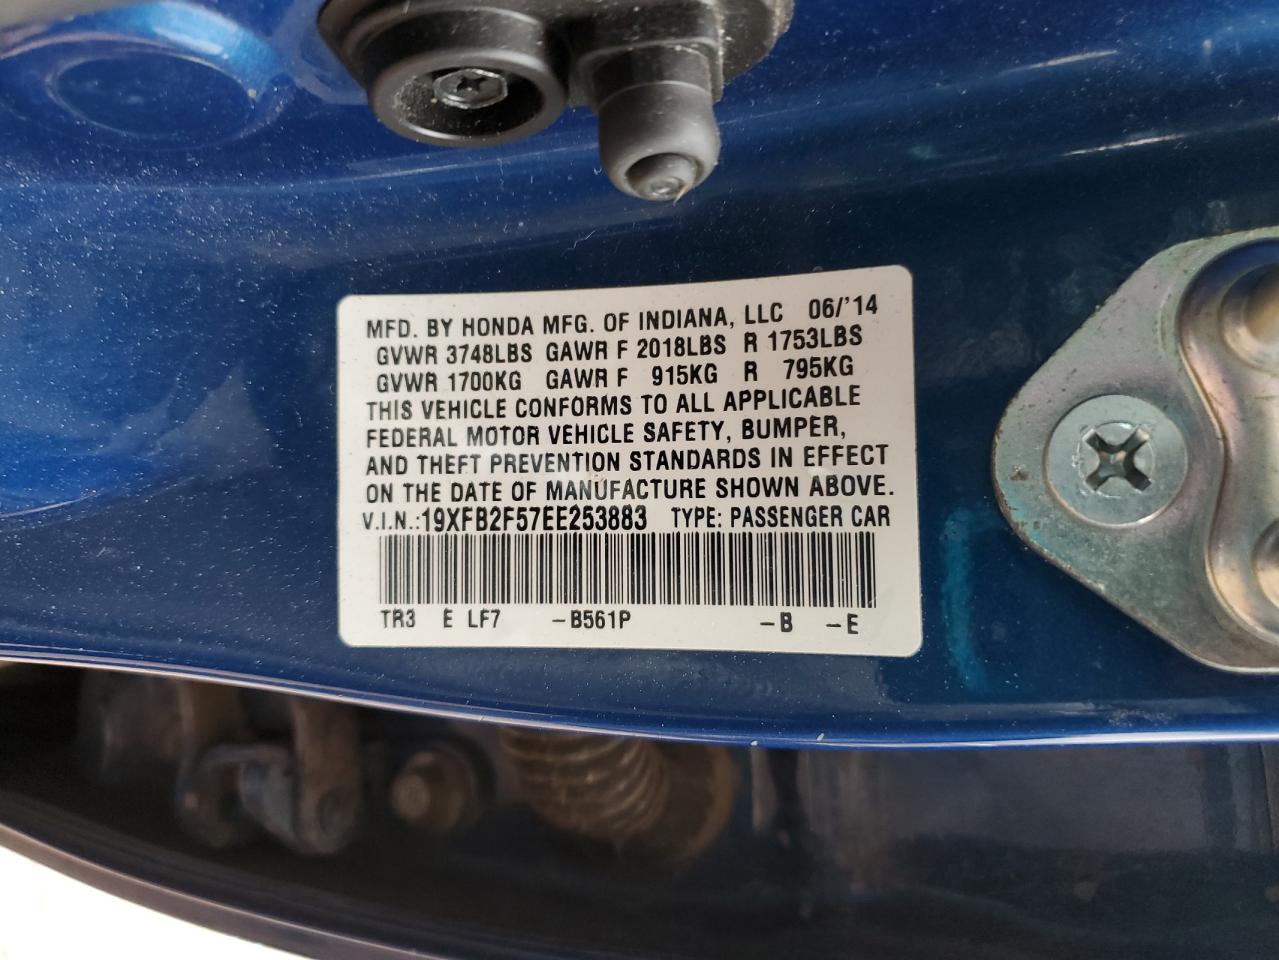 MFD. BY HONDA MFG. OF INDIANA, LLC 06/'14
GVWR 3748LBS GAWR F 2018LBS R 1753LBS
GVWR 1700KG GAWR F 915KG R 795KG
THIS VEHICLE CONFORMS TO ALL APPLICABLE
FEDERAL MOTOR VEHICLE SAFETY, BUMPER,
AND THEFT PREVENTION STANDARDS IN EFFECT
ON THE DATE OF MANUFACTURE SHOWN ABOVE.
V.I.N.:19XFB2F57EE253883 TYPE: PASSENGER CAR
TR3 E LF7 -B561P -B -E